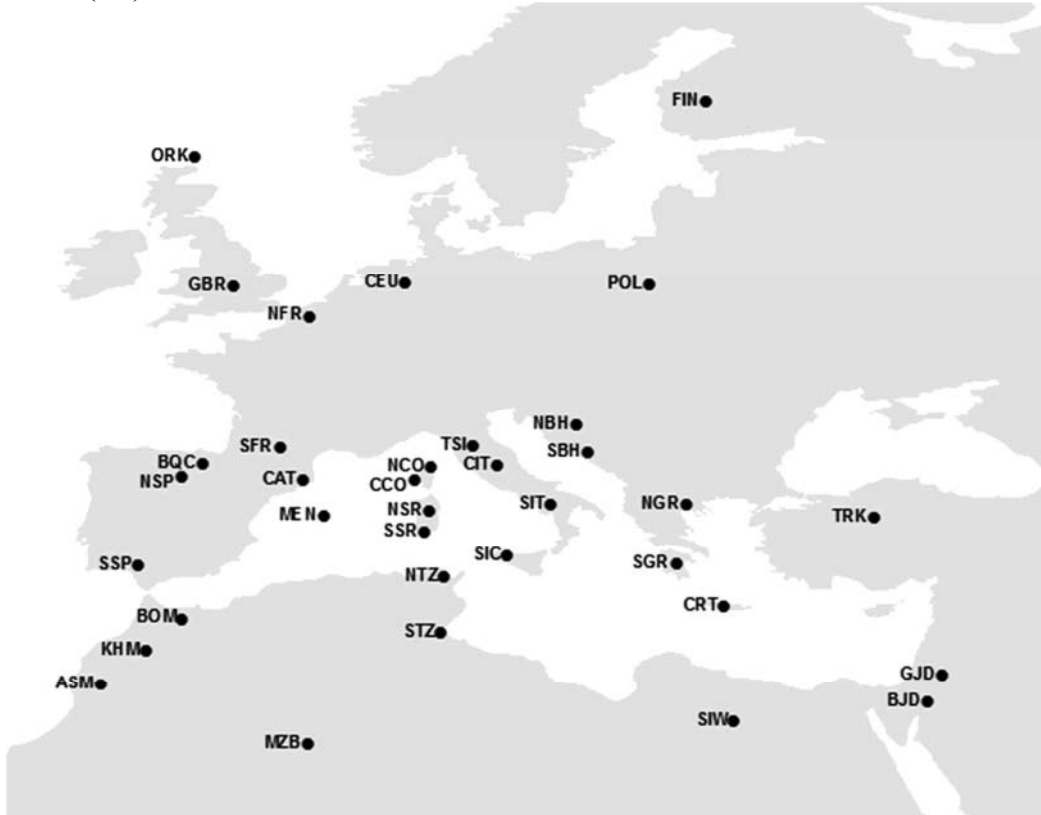 FIN
ORK
GBR
CEU
POL
NFR
NBH
TSI
SFR
SBH
BQC
NCO
CIT
NSP
CAT
CCO
SIT
NGR
NSR
MEN
TRK
SSR
SIC
SSP
SGR
NTZ
CRT
BOM
STZ
KHM
GJD
ASM
BJD
SIW
MZB